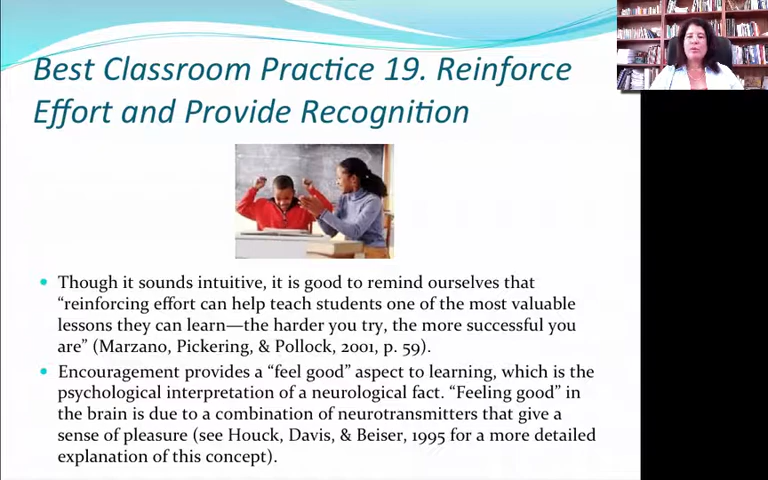 Best Classroom Practice 19. Reinforce
Effort and Provide Recognition
Though it sounds intuitive, it is good to remind ourselves that
“reinforcing effort can help teach students one of the most valuable
lessons they can learn—the harder you try, the more successful you
are” (Marzano, Pickering, & Pollock, 2001, p. 59).
Encouragement provides a “feel good” aspect to learning, which is the
psychological interpretation of a neurological fact. “Feeling good” in
the brain is due to a combination of neurotransmitters that give a
sense of pleasure (see Houck, Davis, & Beiser, 1995 for a more detailed
explanation of this concept).